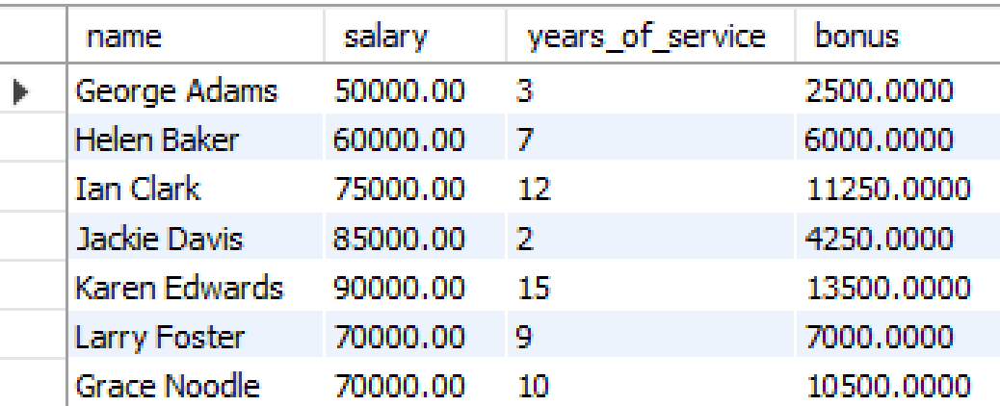 name salary years_of_service bonus
George Adams 50000.00 3 2500.0000
Helen Baker 60000.00 7 6000.0000
Ian Clark 75000.00 12 11250.0000
Jackie Davis 85000.00 2 4250.0000
Karen Edwards 90000.00 15 13500.0000
Larry Foster 70000.00 9 7000.0000
Grace Noodle 70000.00 10 10500.0000